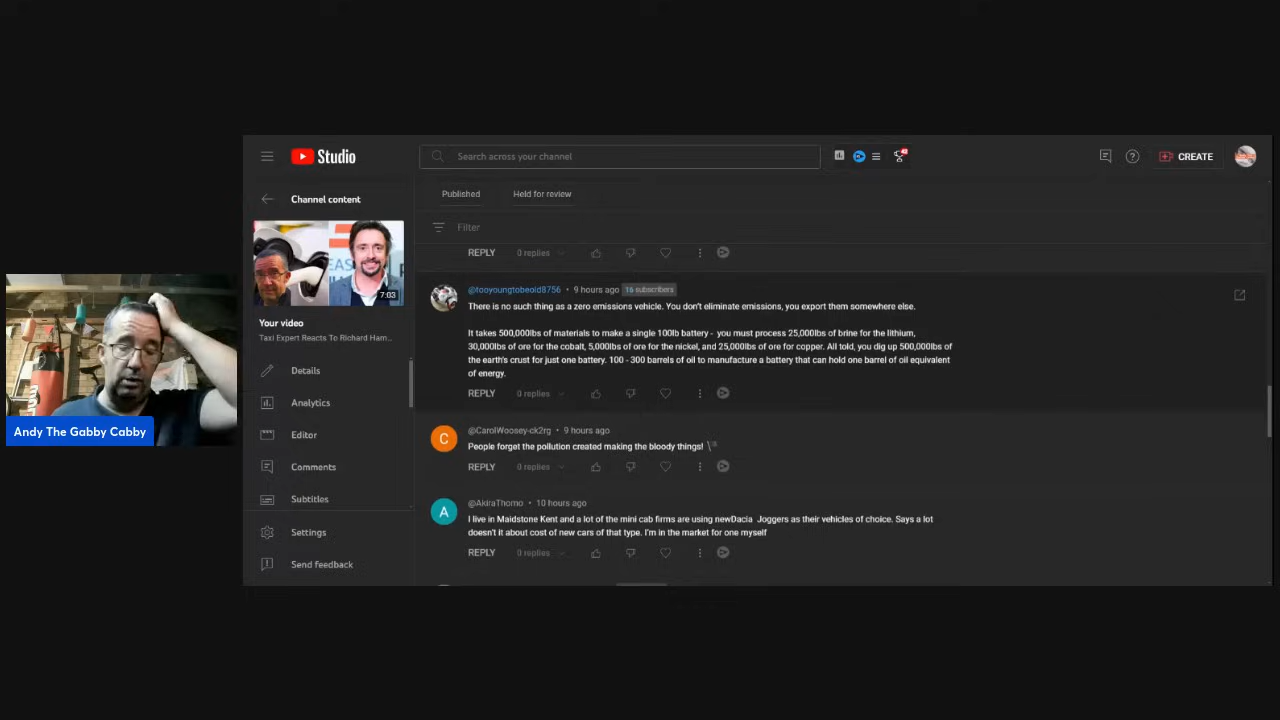 Studio
Search across your channel
CREATE
Channel content
7:03
Your video
Taxi Expert Reacts To Richard Ham...
Details
Analytics
Editor
Comments
Subtitles
Settings
Send feedback
Andy The Gabby Cabby
Published
Held for review
Filter
REPLY 0 replies
@tooyoungtobeold8756 • 9 hours ago 16 subscribers
There is no such thing as a zero emissions vehicle. You don't eliminate emissions, you export them somewhere else.
It takes 500,000lbs of materials to make a single 100lb battery - you must process 25,000lbs of brine for the lithium,
30,000lbs of ore for the cobalt, 5,000lbs of ore for the nickel, and 25,000lbs of ore for copper. All told, you dig up 500,000lbs of
the earth's crust for just one battery. 100 - 300 barrels of oil to manufacture a battery that can hold one barrel of oil equivalent
of energy.
REPLY 0 replies
C
@CarolWoosey-ck2rg • 9 hours ago
People forget the pollution created making the bloody things!
REPLY 0 replies
A
@AkiraThomo • 10 hours ago
I live in Maidstone Kent and a lot of the mini cab firms are using newDacia Joggers as their vehicles of choice. Says a lot
doesn't it about cost of new cars of that type. I'm in the market for one myself
REPLY 0 replies